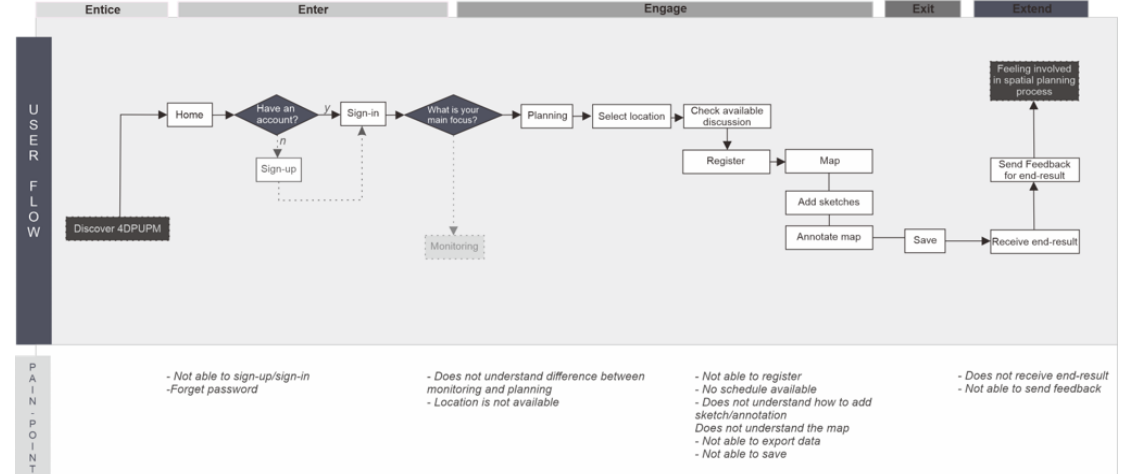 Entice
Enter
Engage
Exit
Extend
USER FLOW
Discover 4DPUPM
Home
Have an
account?
y
n
Sign-up
Sign-in
What is your
main focus?
Monitoring
Planning
Select location
Check available
discussion
Register
Map
Add sketches
Annotate map
Save
Receive end-result
Send Feedback
for end-result
Feeling involved
in spatial planning
process
PAIN-POINT
- Not able to sign-up/sign-in
-Forget password
- Does not understand difference between
monitoring and planning
- Location is not available
- Not able to register
- No schedule available
- Does not understand how to add
sketch/annotation
Does not understand the map
- Not able to export data
- Not able to save
- Does not receive end-result
- Not able to send feedback